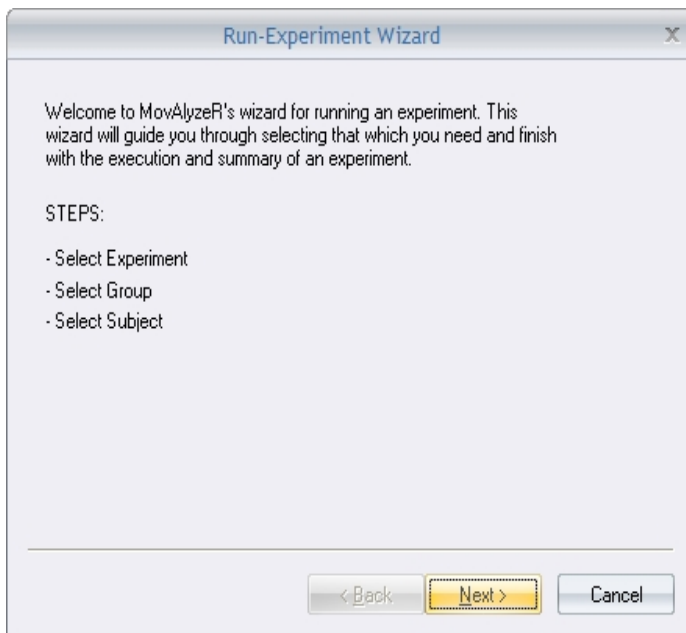 Run-Experiment Wizard
X
Welcome to MovAlyzeR's wizard for running an experiment. This
wizard will guide you through selecting that which you need and finish
with the execution and summary of an experiment.
STEPS:
- Select Experiment
- Select Group
- Select Subject
< Back
Next >
Cancel